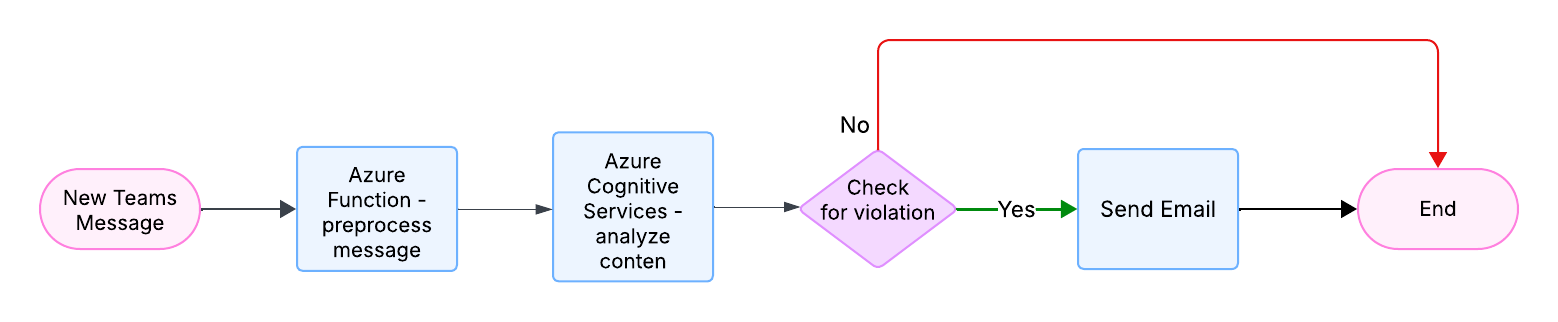 New Teams
Message
Azure
Function -
preprocess
message
Azure
Cognitive
Services -
analyze
conten
No
Check
for violation
Yes
Send Email
End